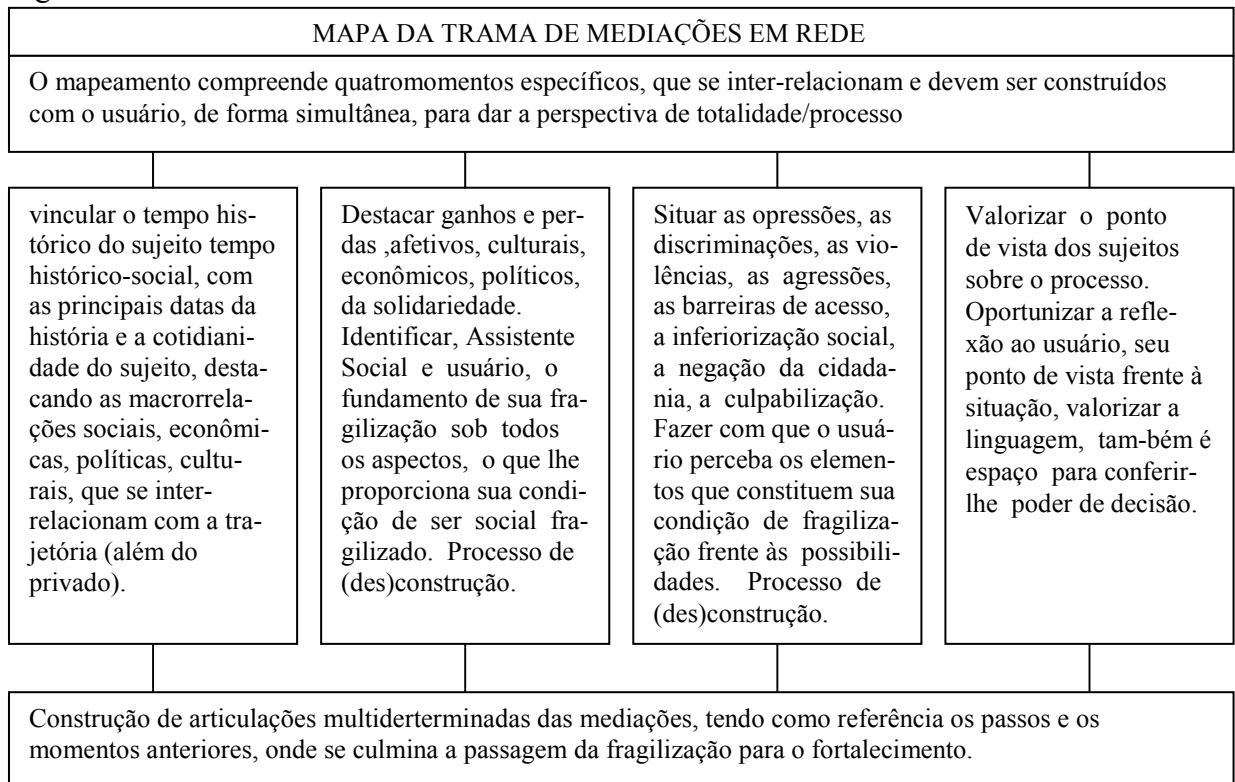 MAPA DA TRAMA DE MEDIAÇÕES EM REDE
O mapeamento compreende quatromomentos específicos, que se inter-relacionam e devem ser construídos
com o usuário, de forma simultânea, para dar a perspectiva de totalidade/processo
vincular o tempo his-
tórico do sujeito tempo
histórico-social, com
as principais datas da
história e a cotidiani-
dade do sujeito, desta-
cando as macrorrela-
ções sociais, econômi-
cas, políticas, cultu-
rais, que se inter-
relacionam com a tra-
jetória (além do
privado).
Destacar ganhos e per-
das ,afetivos, culturais,
econômicos, políticos,
da solidariedade.
Identificar, Assistente
Social e usuário, o
fundamento de sua fra-
gilização sob todos
os aspectos, o que lhe
proporciona sua condi-
ção de ser social fra-
gilizado. Processo de
(des)construção.
Situar as opressões, as
discriminações, as vio-
lências, as agressões,
as barreiras de acesso,
a inferiorização social,
a negação da cidada-
nia, a culpabilização.
Fazer com que o usuá-
rio perceba os elemen-
tos que constituem sua
condição de fragiliza-
ção frente às possibili-
dades. Processo de
(des)construção.
Valorizar o ponto
de vista dos sujeitos
sobre o processo.
Oportunizar a refle-
xão ao usuário, seu
ponto de vista frente à
situação, valorizar a
linguagem, tam-bém é
espaço para conferir-
lhe poder de decisão.
Construção de articulações multiderterminadas das mediações, tendo como referência os passos e os
momentos anteriores, onde se culmina a passagem da fragilização para o fortalecimento.